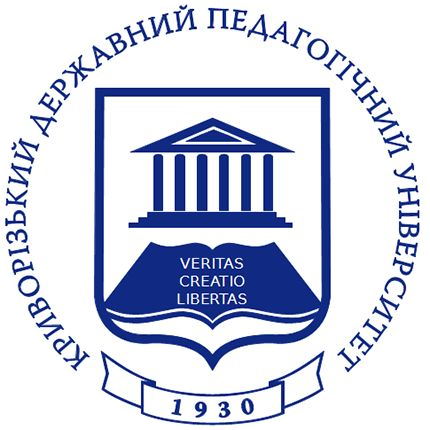 КРИВОРІЗЬКИЙ ДЕРЖАВНИЙ ПЕДАГОГІЧНИЙ УНІВЕРСИТЕТ
VERITAS
CREATIO
LIBERTAS
1930